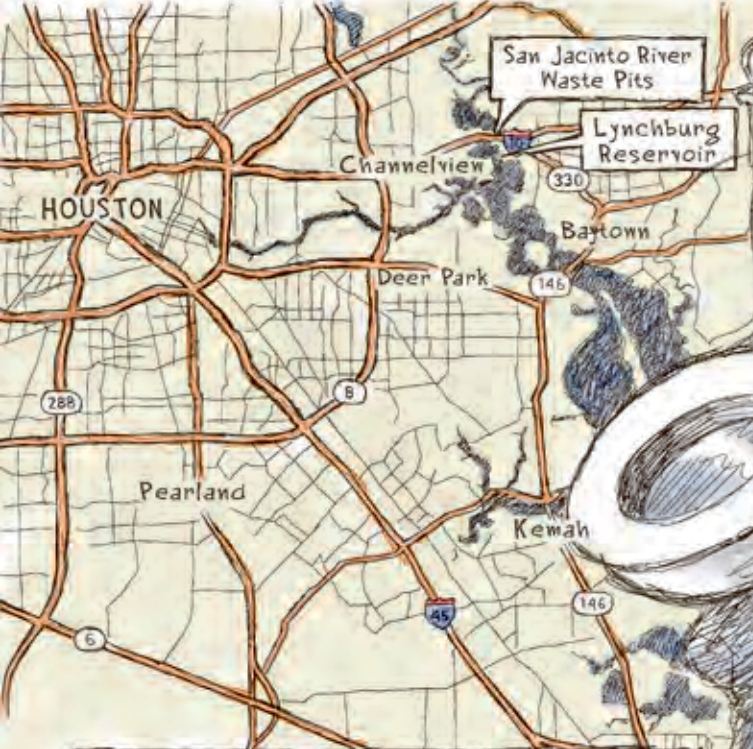 San Jacinto River
Waste Pits
Lynchburg
Reservoir
Channelview
330
HOUSTON
Baytown
Deer Park
146
288
8
Pearland
Kemah
45
146
6